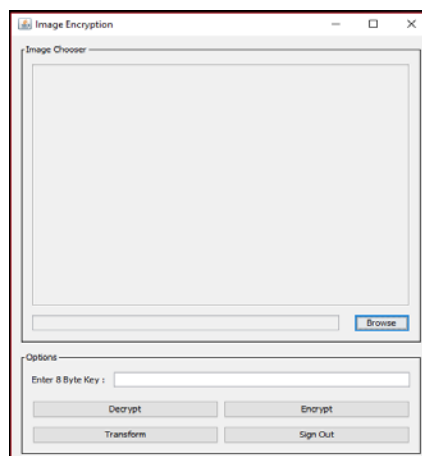 Image Encryption
Image Chooser
Browse
Options
Enter 8 Byte Key :
Decrypt Encrypt
Transform Sign Out